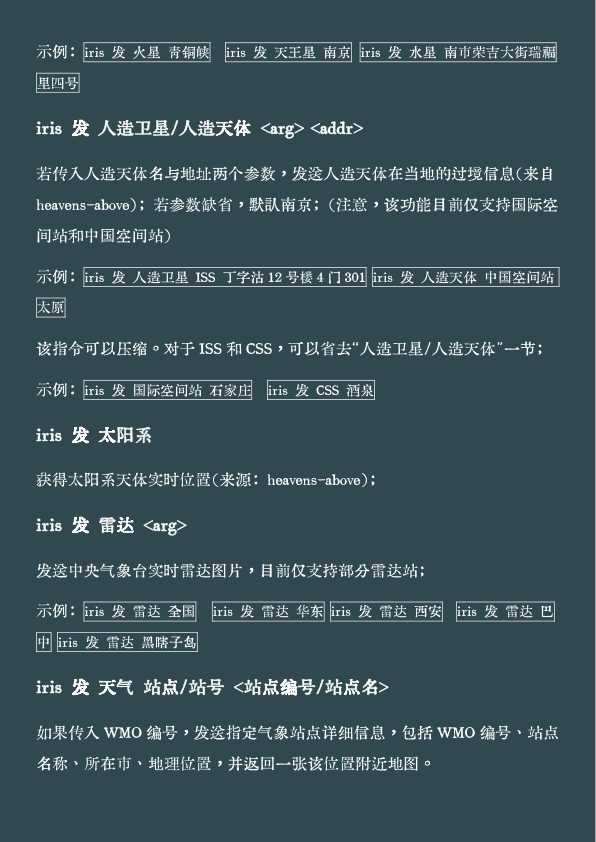 示例：iris 发 火星 青铜峡 iris 发 天王星 南京 iris 发 水星 南市荣吉大街瑞福
里四号
iris 发 人造卫星/人造天体 <arg> <addr>
若传入人造天体名与地址两个参数，发送人造天体在当地的过境信息(来自
heavens-above)；若参数缺省，默认南京；(注意，该功能目前仅支持国际空
间站和中国空间站)
示例：iris 发 人造卫星 ISS 丁字沽 12 号楼 4 门 301 iris 发 人造天体 中国空间站
太原
该指令可以压缩。对于 ISS 和 CSS，可以省去“人造卫星/人造天体”一节；
示例：iris 发 国际空间站 石家庄 iris 发 CSS 酒泉
iris 发 太阳系
获得太阳系天体实时位置(来源：heavens-above)；
iris 发 雷达 <arg>
发送中央气象台实时雷达图片，目前仅支持部分雷达站；
示例：iris 发 雷达 全国 iris 发 雷达 华东 iris 发 雷达 西安 iris 发 雷达 巴
中 iris 发 雷达 黑瞎子岛
iris 发 天气 站点/站号 <站点编号/站点名>
如果传入 WMO 编号，发送指定气象站点详细信息，包括 WMO 编号、站点
名称、所在市、地理位置，并返回一张该位置附近地图。